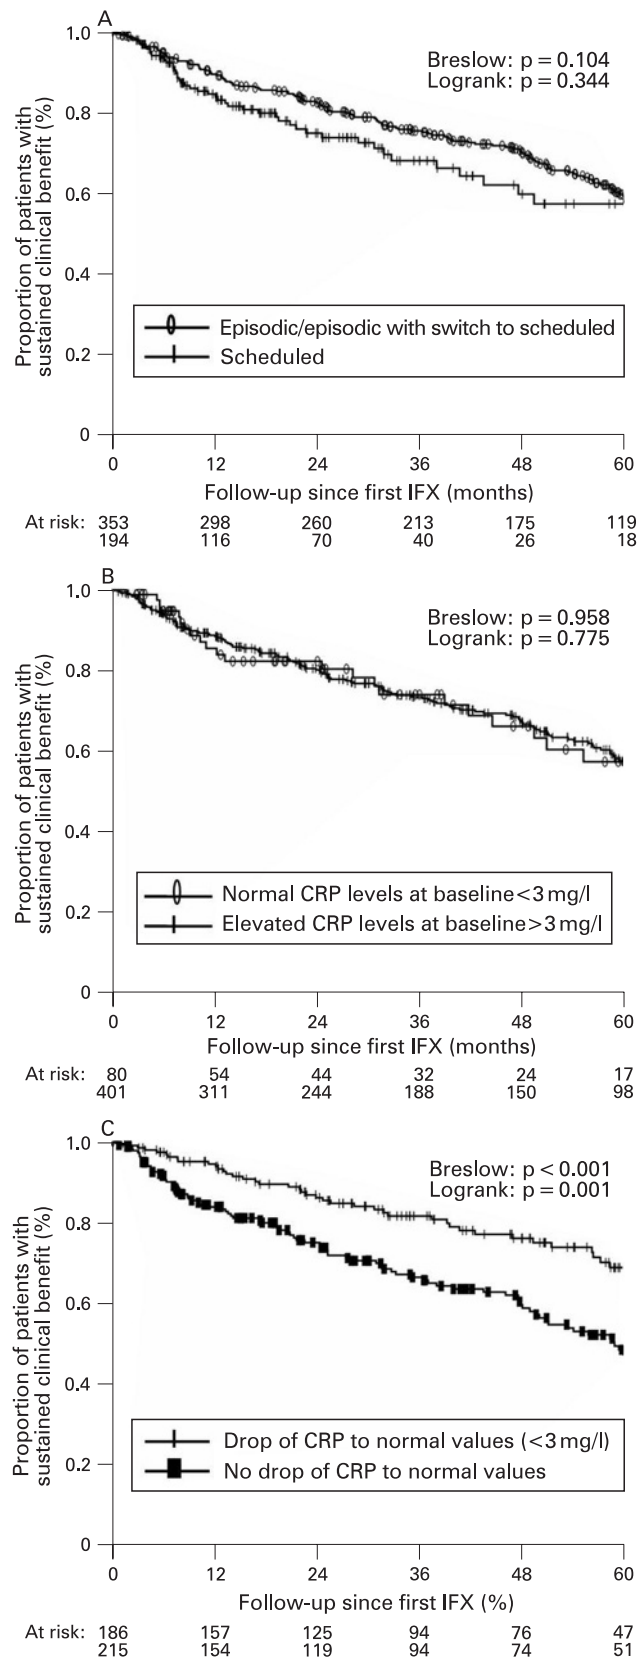 A
Breslow: p = 0.104
Logrank: p = 0.344
Proportion of patients with
sustained clinical benefit (%)
1.0
0.8
0.6
0.4
0.2
0
Episodic/episodic with switch to scheduled
Scheduled
0 12 24 36 48 60
Follow-up since first IFX (months)
At risk: 353 298 260 213 175 119
194 116 70 40 26 18
B
Breslow: p = 0.958
Logrank: p = 0.775
Proportion of patients with
sustained clinical benefit (%)
1.0
0.8
0.6
0.4
0.2
0
Normal CRP levels at baseline<3 mg/l
Elevated CRP levels at baseline>3 mg/l
0 12 24 36 48 60
Follow-up since first IFX (months)
At risk: 80 54 44 32 24 17
401 311 244 188 150 98
C
Breslow: p < 0.001
Logrank: p = 0.001
Proportion of patients with
sustained clinical benefit (%)
1.0
0.8
0.6
0.4
0.2
0
Drop of CRP to normal values (<3 mg/l)
No drop of CRP to normal values
0 12 24 36 48 60
Follow-up since first IFX (%)
At risk: 186 157 125 94 76 47
215 154 119 94 74 51